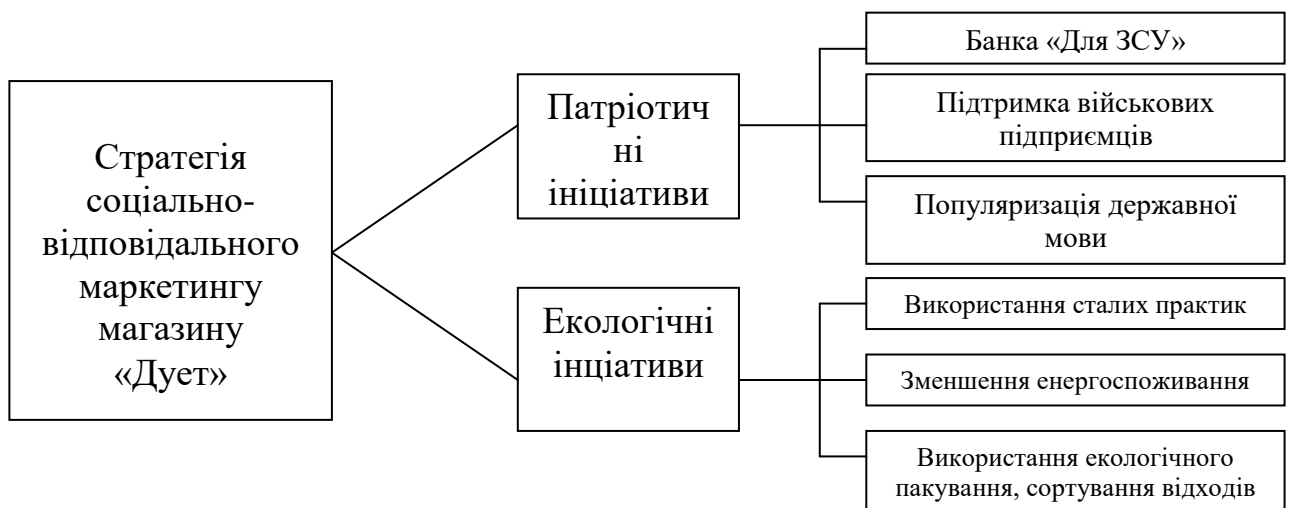 Стратегія
соціально-
відповідального
маркетингу
магазину
«Дует»
Патріотич
ні
ініціативи
Банка «Для ЗСУ»
Підтримка військових
підприємців
Популяризація державної
мови
Екологічні
інціативи
Використання сталих практик
Зменшення енергоспоживання
Використання екологічного
пакування, сортування відходів